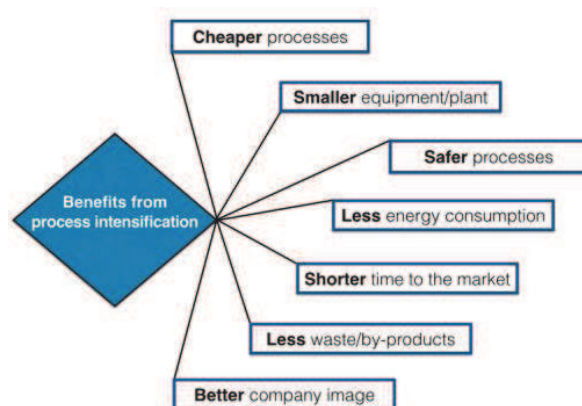 Cheaper processes
Smaller equipment/plant
Safer processes
Benefits from
process intensification
Less energy consumption
Shorter time to the market
Less waste/by-products
Better company image